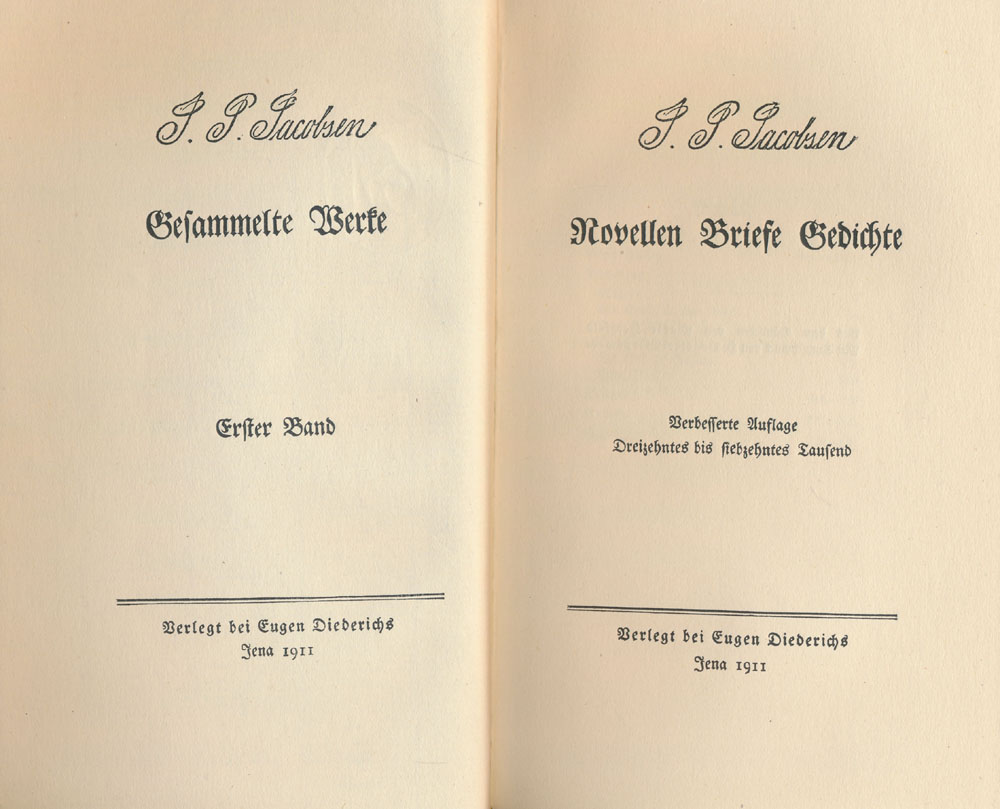 J. P. Jacobsen
Gesammelte Werke
Erster Band
Verlegt bei Eugen Diederichs
Jena 1911
J. P. Jacobsen
Novellen Briefe Gedichte
Verbesserte Auflage
Dreizehntes bis siebzehntes Tausend
Verlegt bei Eugen Diederichs
Jena 1911